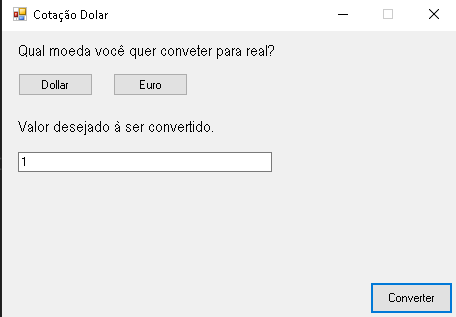 Cotação Dolar
Qual moeda você quer conveter para real?
Dollar Euro
Valor desejado à ser convertido.
1
Converter